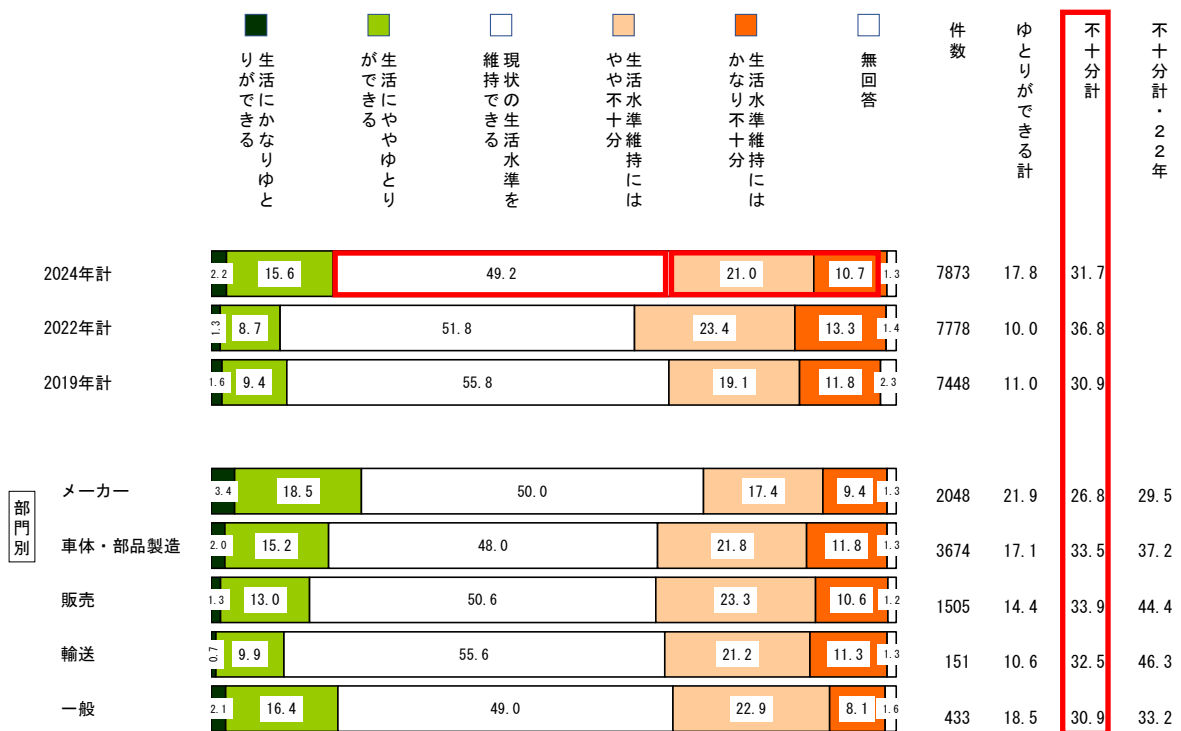 生活にかなりゆと
りができる
生活にややゆとり
ができる
現状の生活水準を
維持できる
生活水準維持には
やや不十分
生活水準維持には
かなり不十分
無回答
件数
ゆとりができる計
不十分計
不十分計・22年
2024年計 2.2 15.6 49.2 21.0 10.7 1.3 7873 17.8 31.7
2022年計 1.3 8.7 51.8 23.4 13.3 1.4 7778 10.0 36.8
2019年計 1.6 9.4 55.8 19.1 11.8 2.3 7448 11.0 30.9
部門別
メーカー 3.4 18.5 50.0 17.4 9.4 1.3 2048 21.9 26.8 29.5
車体・部品製造 2.0 15.2 48.0 21.8 11.8 1.3 3674 17.1 33.5 37.2
販売 1.3 13.0 50.6 23.3 10.6 1.2 1505 14.4 33.9 44.4
輸送 0.7 9.9 55.6 21.2 11.3 1.3 151 10.6 32.5 46.3
一般 2.1 16.4 49.0 22.9 8.1 1.6 433 18.5 30.9 33.2